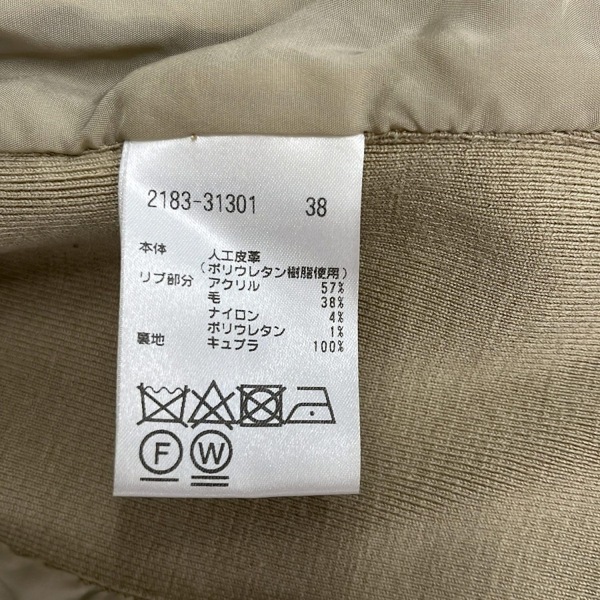 2183-31301 38
本体 人工皮革
(ポリウレタン樹脂使用)
リブ部分 アクリル 57%
毛 38%
ナイロン 4%
ポリウレタン 1%
裏地 キュプラ 100%
F W